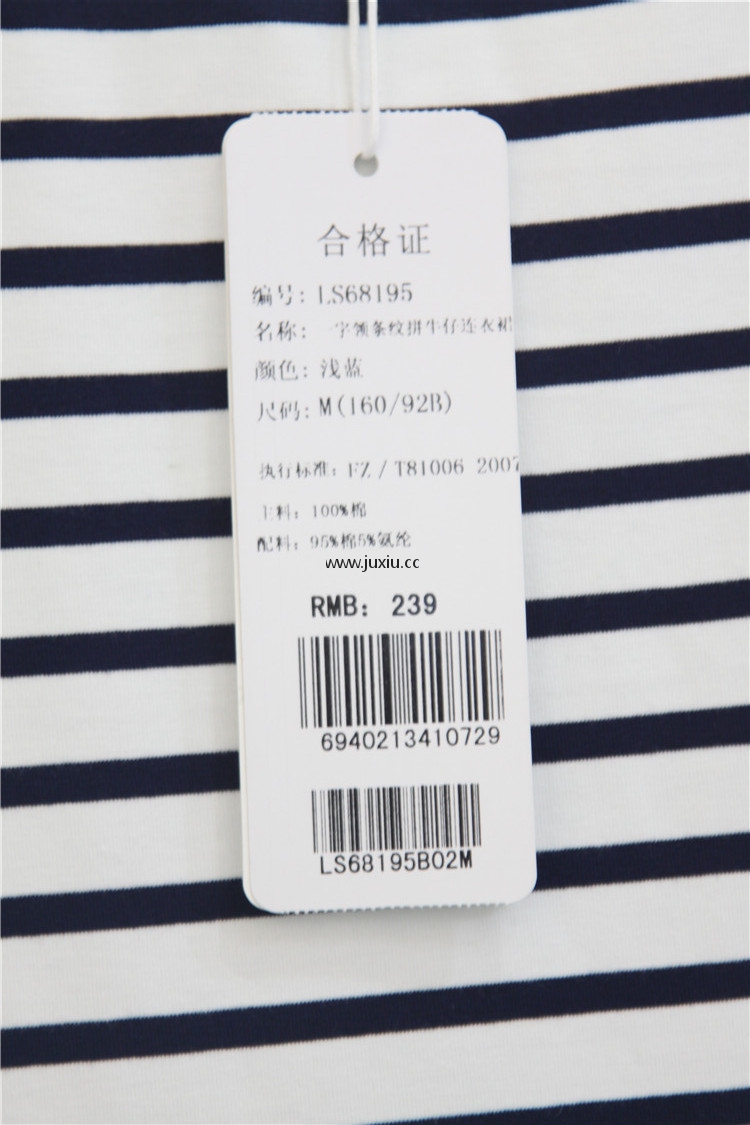 合格证
编号: LS68195
名称: 一字领条纹拼牛仔连衣裙
颜色: 浅蓝
尺码: M(160/92B)
执行标准: FZ/T81006 2007
主料: 100%棉
配料: 95%棉5%氨纶
www.juxiu.cc
RMB: 239
6940213410729
LS68195B02M